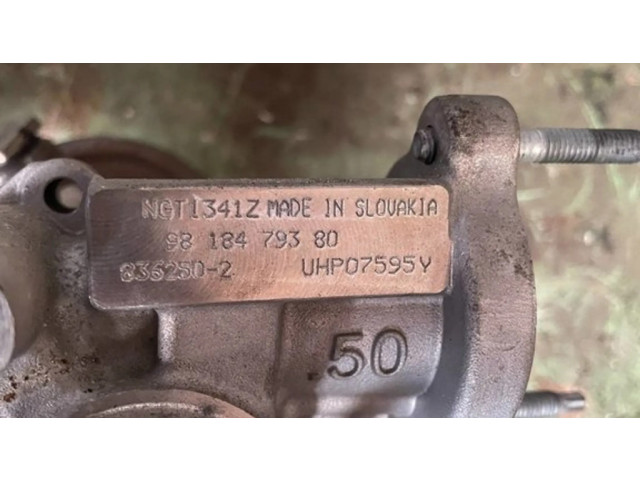 NGT1341Z MADE IN SLOVAKIA
98 184 793 80
836250-2 UHP07595Y
50